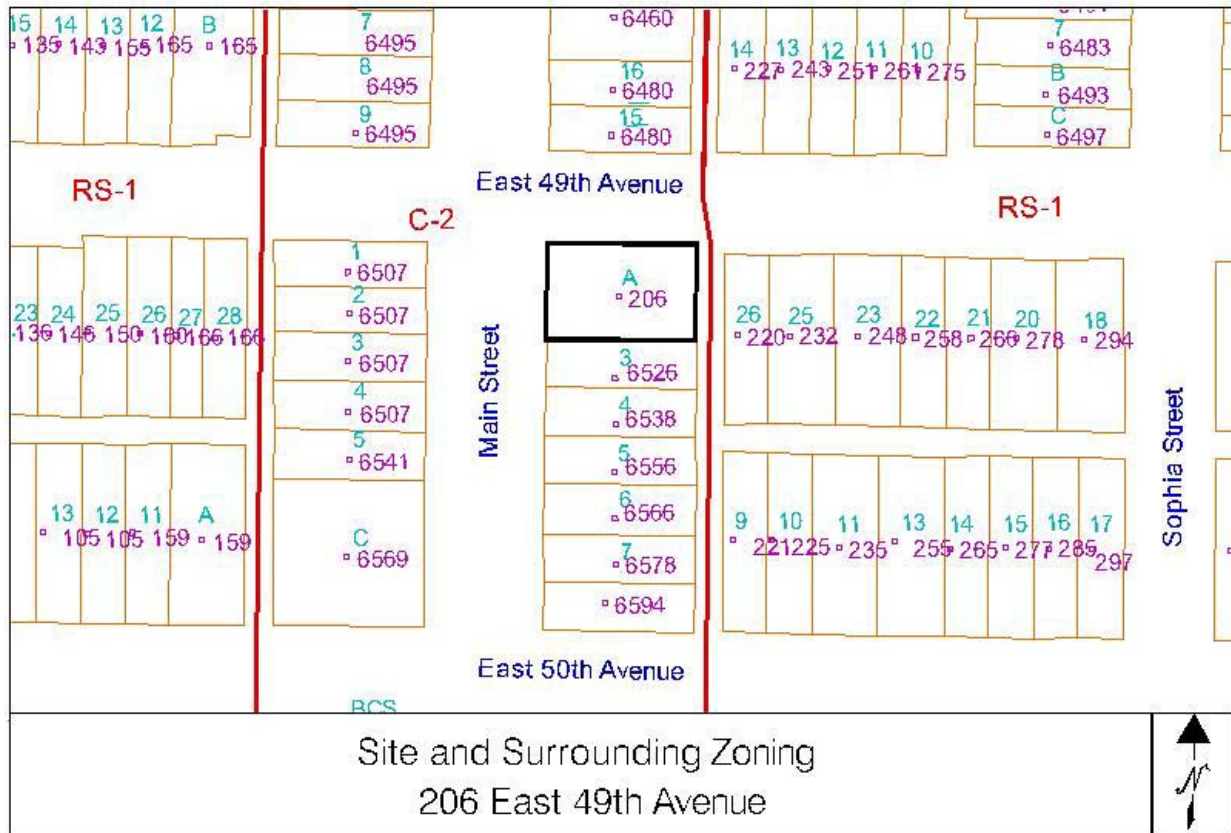 15 14 13 12 B
135 143 155 165 165
7
6495
8
6495
9
6495
6460
16
6480
15
6480
14 13 12 11 10
227 243 251 261 275
7
6483
B
6493
C
6497
East 49th Avenue
RS-1
C-2
RS-1
1
6507
2
6507
3
6507
4
6507
5
6541
C
6569
A
206
3
6526
4
6538
5
6556
6
6566
7
6578
6594
23 24 25 26 27 28
136 146 150 160 166 166
26 25 23 22 21 20 18
220 232 248 258 266 278 294
Main Street
Sophia Street
13 12 11 A
105 105 159 159
9 10 11 13 14 15 16 17
221 225 235 255 265 277 285 297
East 50th Avenue
BCS
Site and Surrounding Zoning
206 East 49th Avenue
N